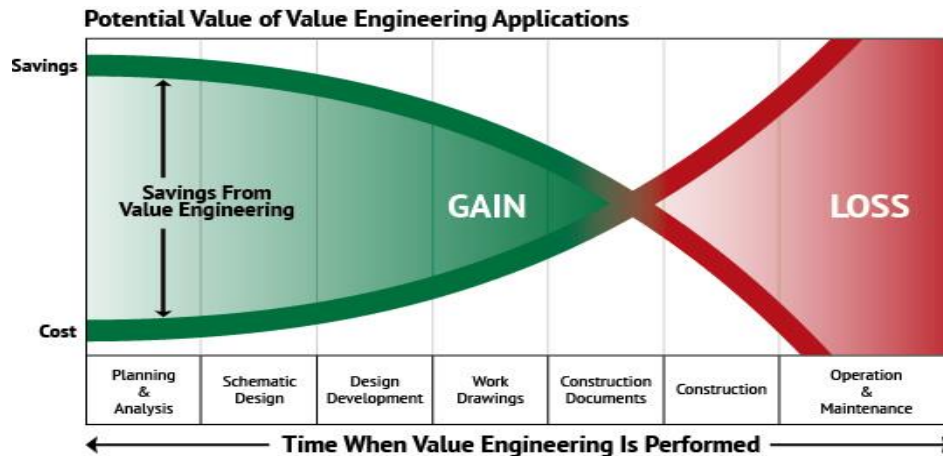 Potential Value of Value Engineering Applications
Savings
Savings From
Value Engineering
GAIN
LOSS
Cost
Planning
&
Analysis
Schematic
Design
Design
Development
Work
Drawings
Construction
Documents
Construction
Operation
&
Maintenance
Time When Value Engineering Is Performed